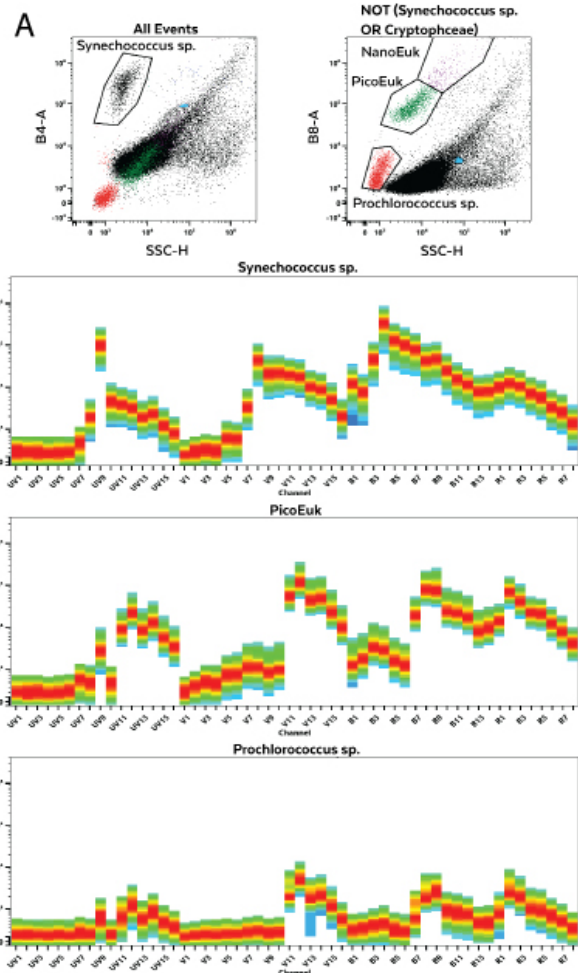 A
All Events
Synechococcus sp.
B4-A
SSC-H
NOT (Synechococcus sp.
OR Cryptophceae)
NanoEuk
PicoEuk
B8-A
Prochlorococcus sp.
SSC-H
Synechococcus sp.
UV1 UV3 UV5 UV7 UV9 UV11 UV13 UV15 V1 V3 V5 V7 V9 V11 V13 V15 B1 B3 B5 B7 B9 B11 B13 R1 R3 R5 R7
Channel
PicoEuk
UV1 UV3 UV5 UV7 UV9 UV11 UV13 UV15 V1 V3 V5 V7 V9 V11 V13 V15 B1 B3 B5 B7 B9 B11 B13 R1 R3 R5 R7
Channel
Prochlorococcus sp.
UV1 UV3 UV5 UV7 UV9 UV11 UV13 UV15 V1 V3 V5 V7 V9 V11 V13 V15 B1 B3 B5 B7 B9 B11 B13 R1 R3 R5 R7
Channel